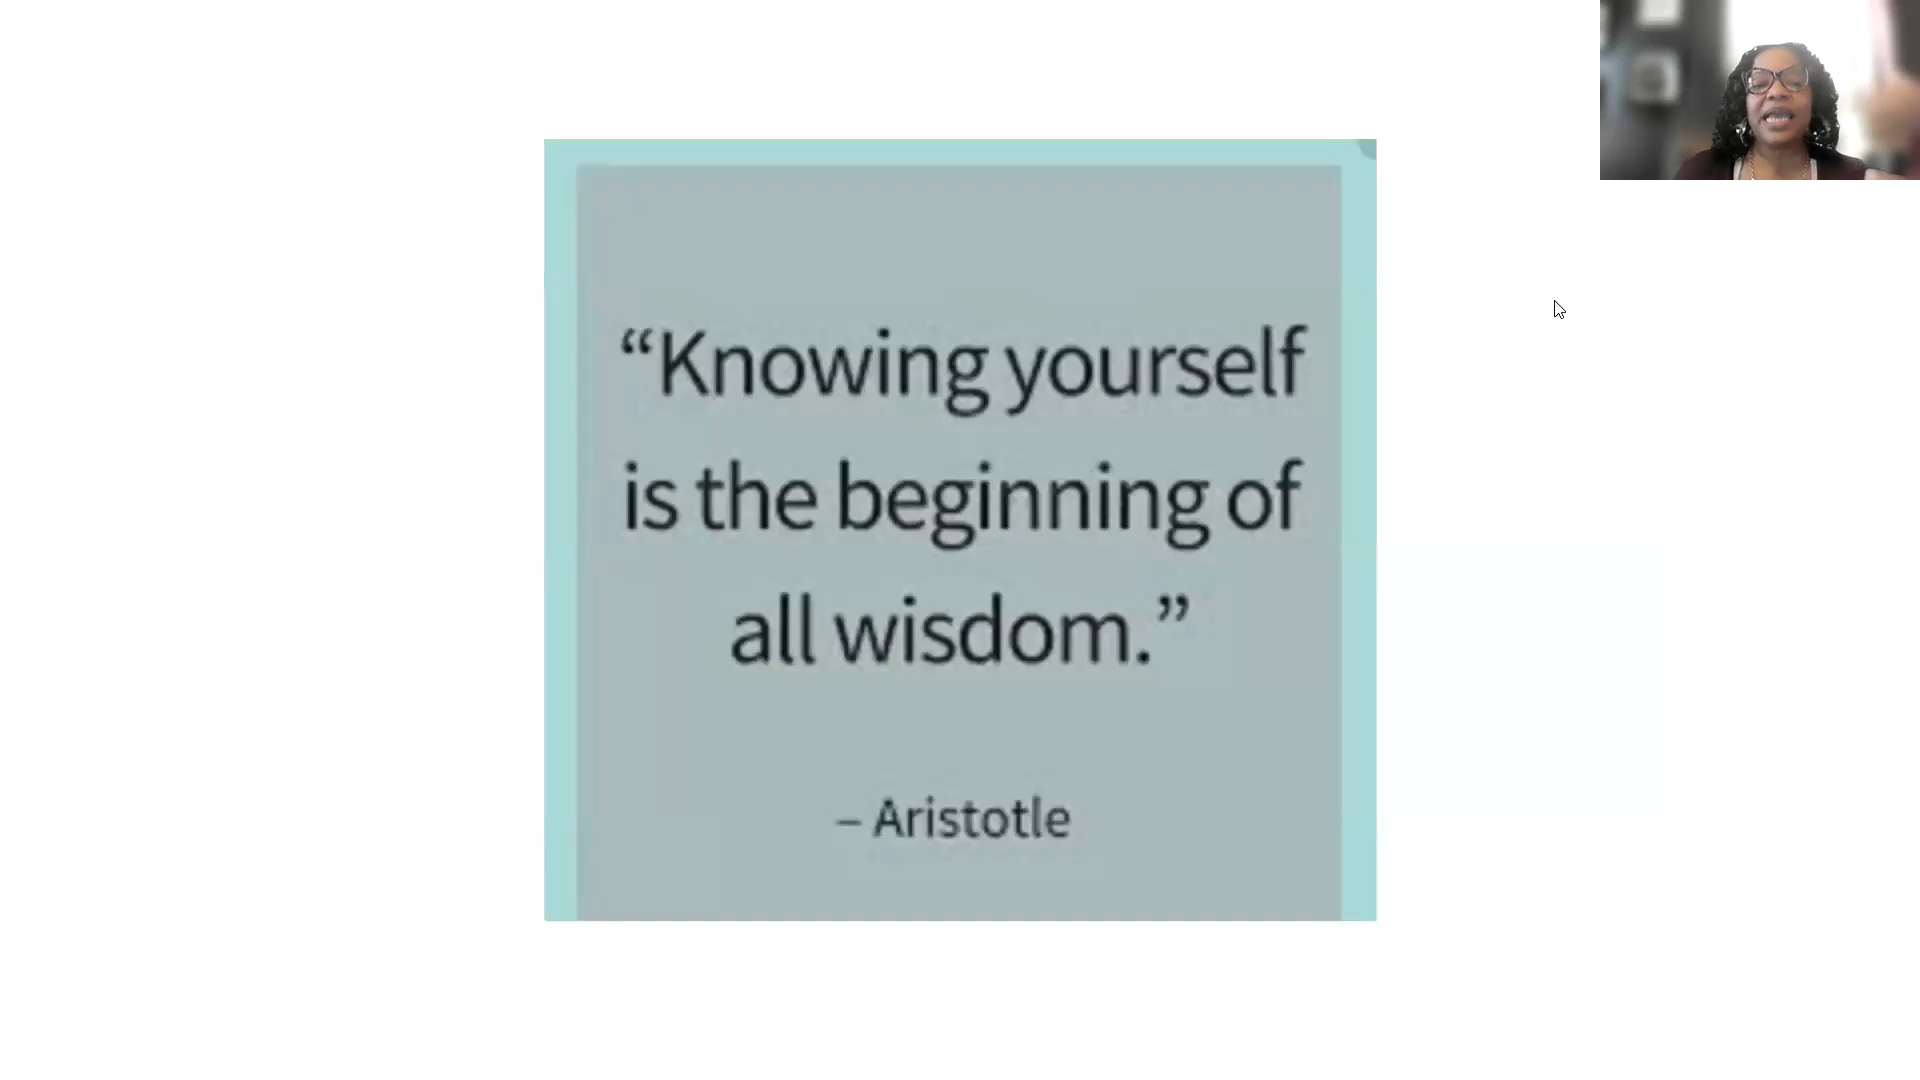 “Knowing yourself
is the beginning of
all wisdom.”
– Aristotle